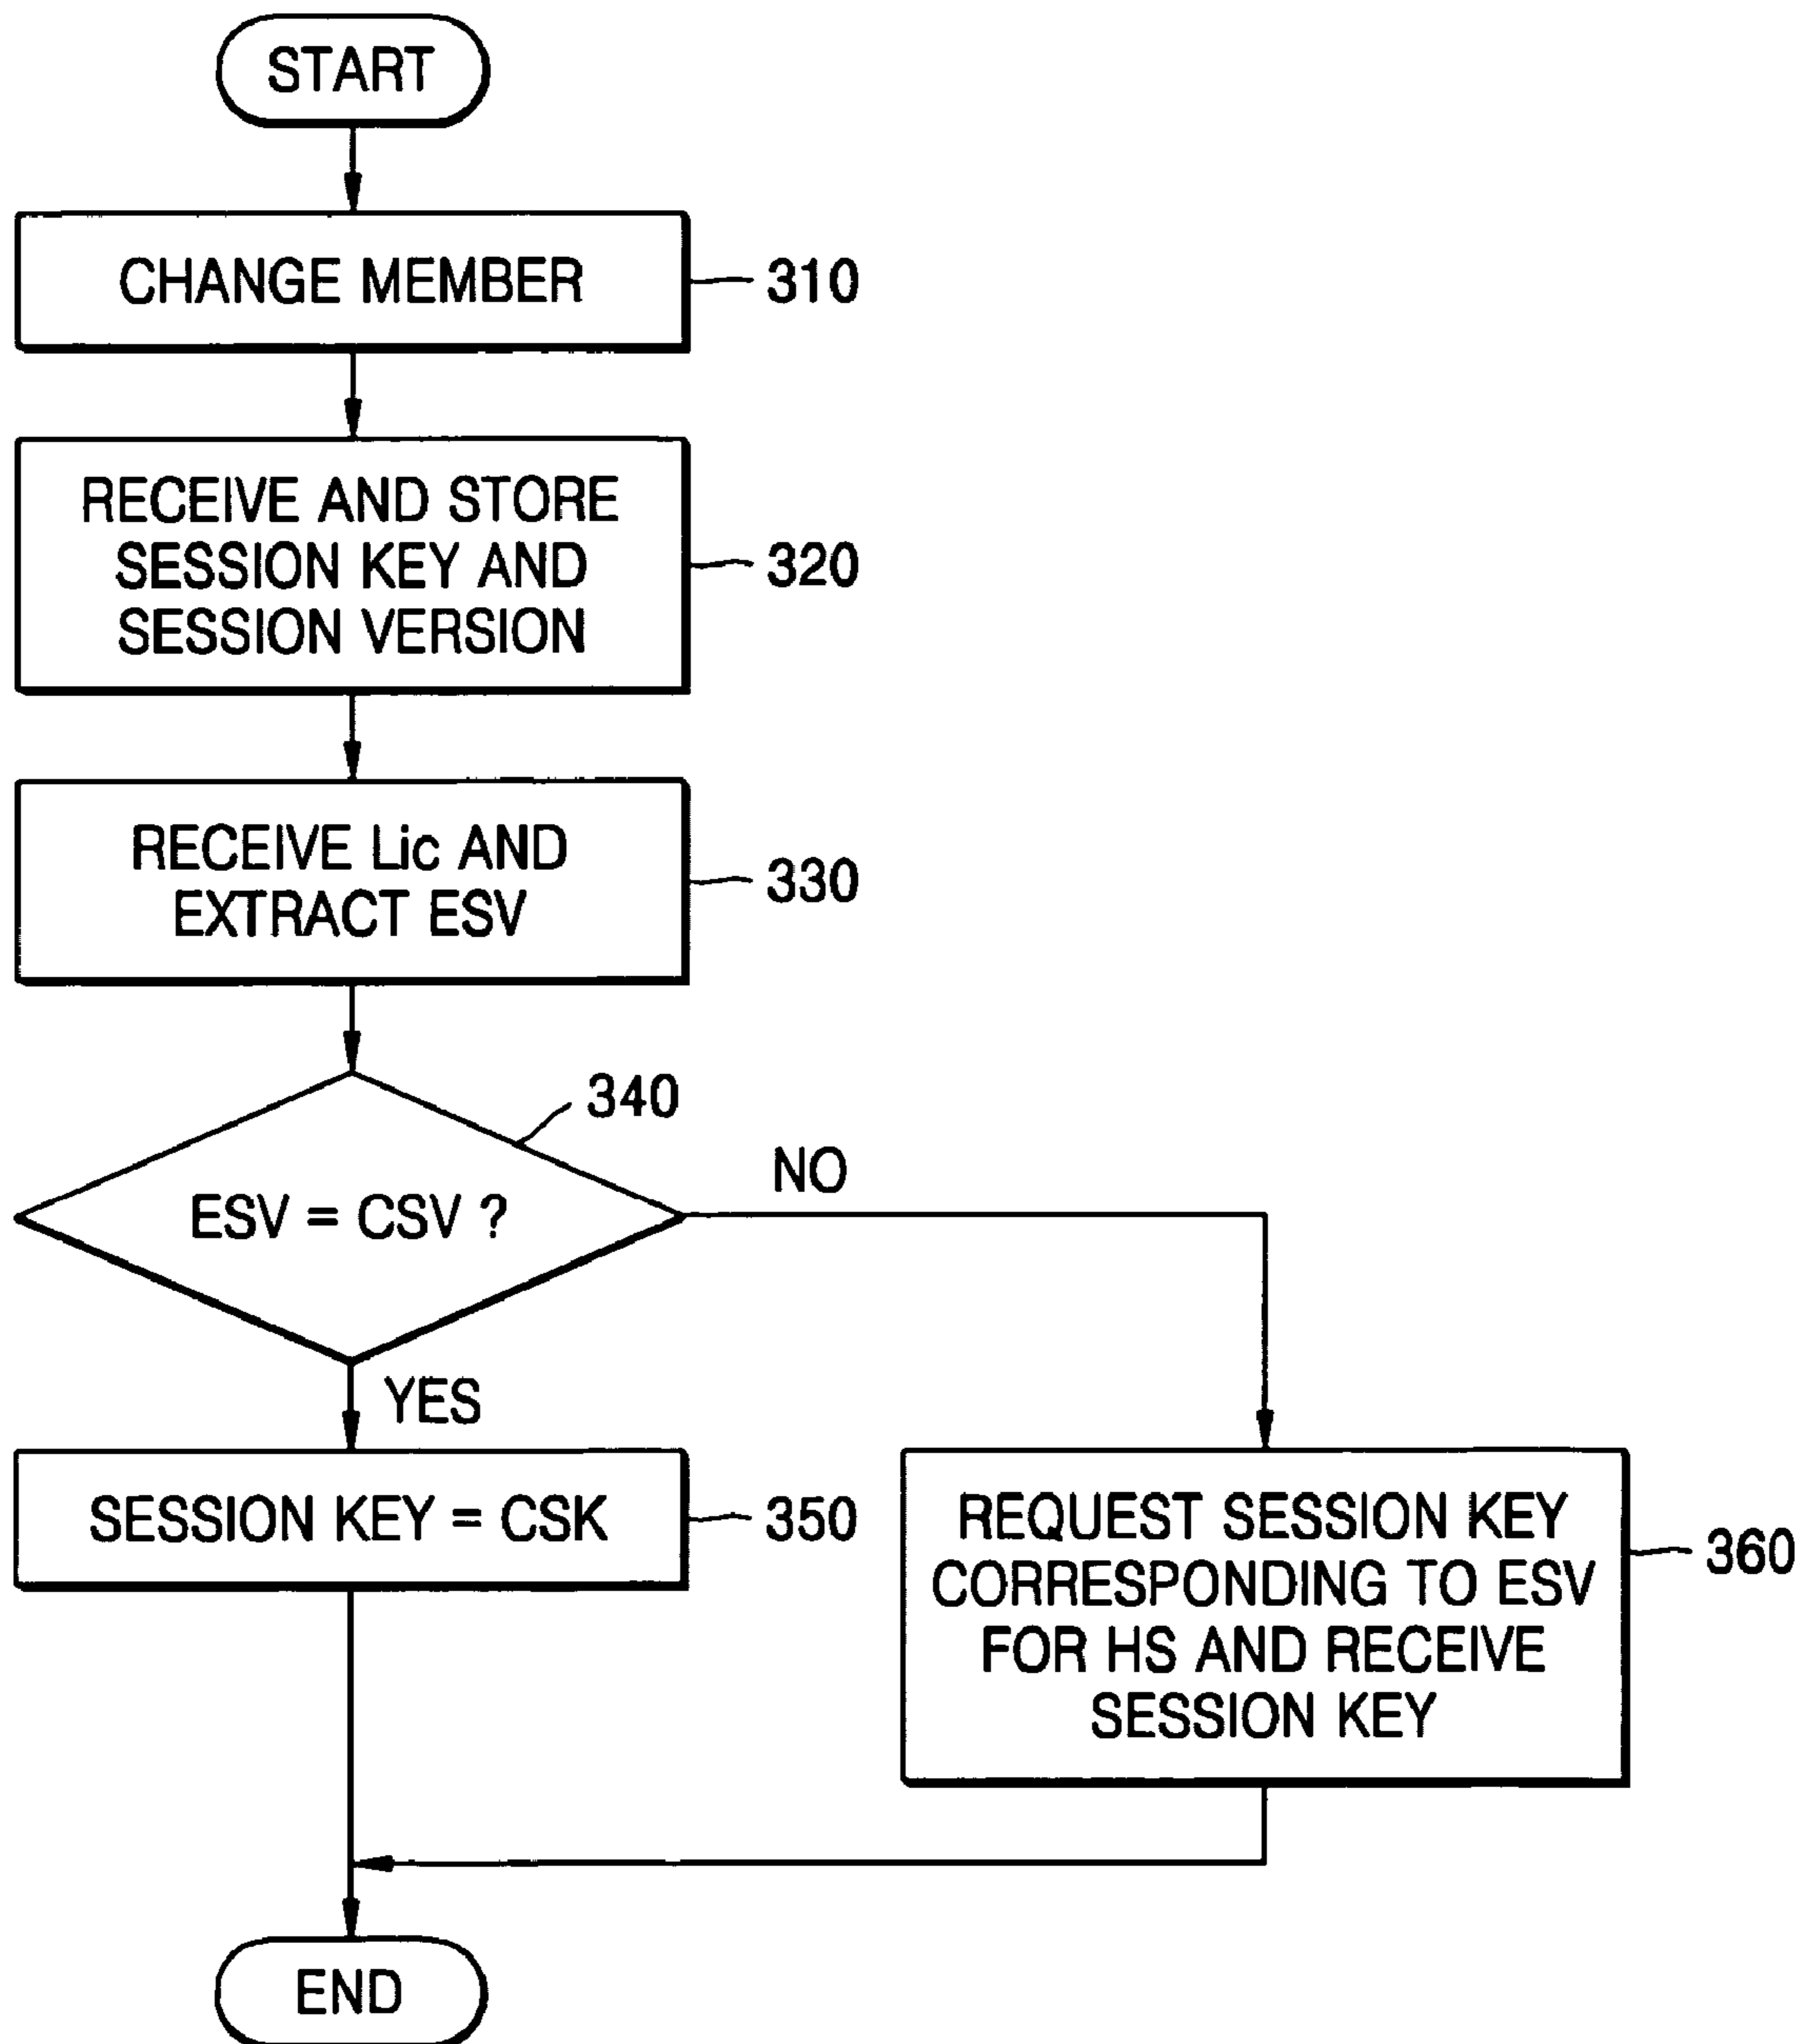 START
CHANGE MEMBER
310
RECEIVE AND STORE
SESSION KEY AND
SESSION VERSION
320
RECEIVE Lic AND
EXTRACT ESV
330
340
ESV = CSV ?
NO
YES
SESSION KEY = CSK
350
REQUEST SESSION KEY
CORRESPONDING TO ESV
FOR HS AND RECEIVE
SESSION KEY
360
END